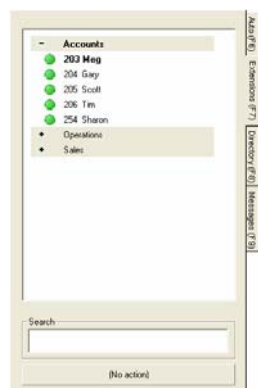 - Accounts
203 Meg
204 Gary
205 Scott
206 Tim
254 Sharon
+ Operations
+ Sales
Search
(No action)
Auto (F6)
Extensions (F7)
Directory (F8)
Messages (F9)